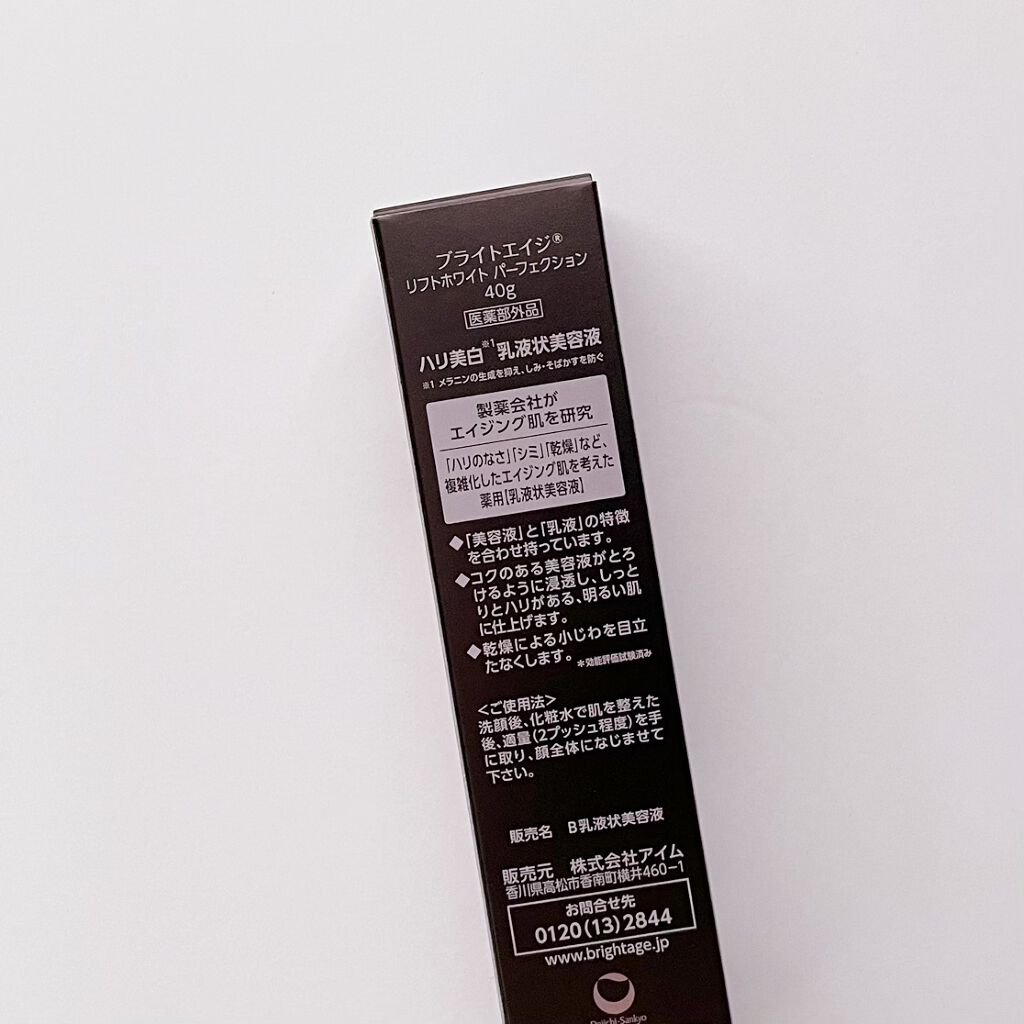 ブライトエイジ®
リフトホワイト パーフェクション
40g
医薬部外品
ハリ美白※1乳液状美容液
※1 メラニンの生成を抑え、しみ・そばかすを防ぐ
製薬会社が
エイジング肌を研究
「ハリのなさ」「シミ」「乾燥」など、
複雑化したエイジング肌を考えた
薬用【乳液状美容液】
◆「美容液」と「乳液」の特徴
を合わせ持っています。
◆コクのある美容液がとろ
けるように浸透し、しっと
りとハリがある、明るい肌
に仕上げます。
◆乾燥による小じわを目立
たなくします。 *効能評価試験済み
<ご使用法>
洗顔後、化粧水で肌を整えた
後、適量(2プッシュ程度)を手
に取り、顔全体になじませて
下さい。
販売名 B乳液状美容液
販売元 株式会社アイム
香川県高松市香南町横井460-1
お問合せ先
0120(13)2844
www.brightage.jp
Daiichi-Sankyo